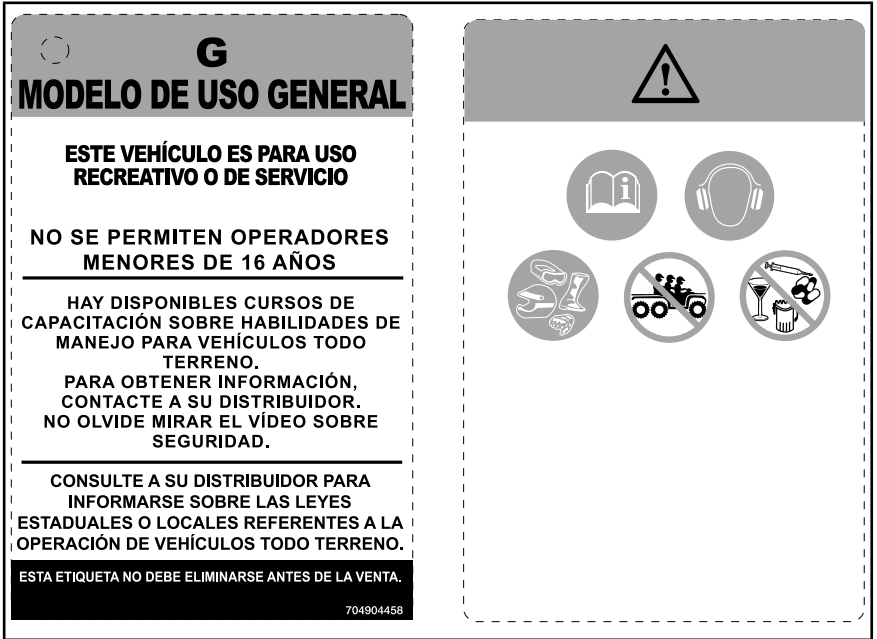 G
MODELO DE USO GENERAL
ESTE VEHÍCULO ES PARA USO
RECREATIVO O DE SERVICIO
NO SE PERMITEN OPERADORES
MENORES DE 16 AÑOS
HAY DISPONIBLES CURSOS DE
CAPACITACIÓN SOBRE HABILIDADES DE
MANEJO PARA VEHÍCULOS TODO
TERRENO.
PARA OBTENER INFORMACIÓN,
CONTACTE A SU DISTRIBUIDOR.
NO OLVIDE MIRAR EL VÍDEO SOBRE
SEGURIDAD.
CONSULTE A SU DISTRIBUIDOR PARA
INFORMARSE SOBRE LAS LEYES
ESTADUALES O LOCALES REFERENTES A LA
OPERACIÓN DE VEHÍCULOS TODO TERRENO.
ESTA ETIQUETA NO DEBE ELIMINARSE ANTES DE LA VENTA.
704904458